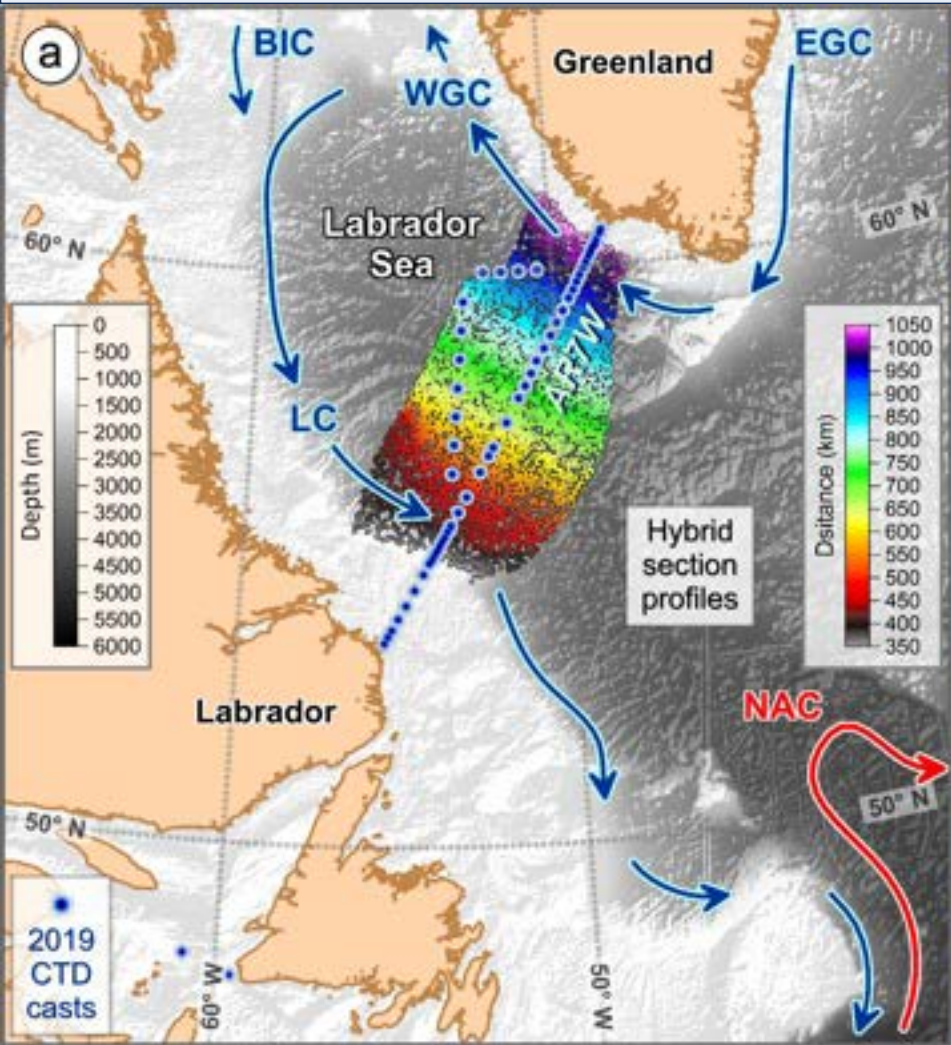 a
BIC
WGC
Greenland
EGC
Labrador
Sea
60° N
60° N
AR7W
LC
Depth (m)
0
500
1000
1500
2000
2500
3000
3500
4000
4500
5000
5500
6000
Dsitance (km)
1050
1000
950
900
850
800
750
700
650
600
550
500
450
400
350
Hybrid
section
profiles
Labrador
NAC
50° N
50° N
2019
CTD
casts
60° W
50° W